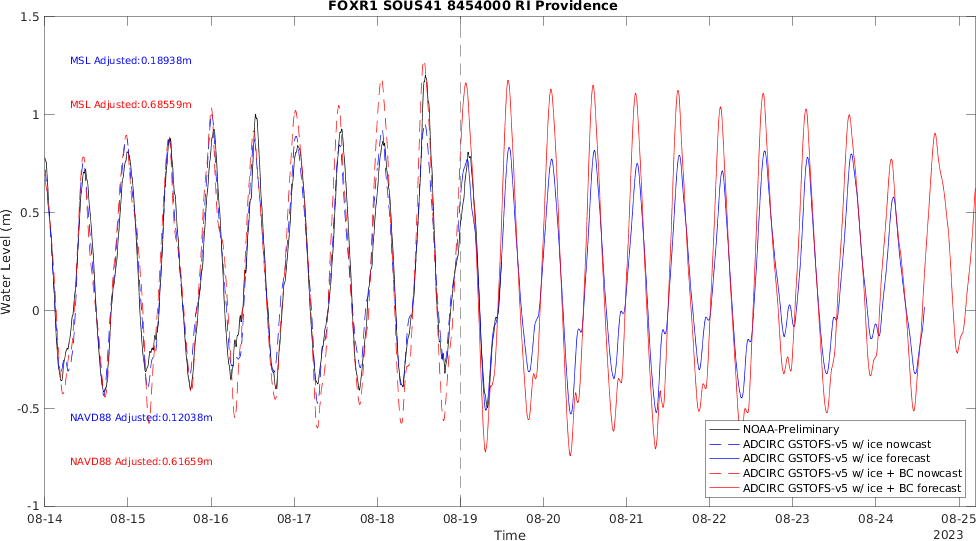 FOXR1 SOUS41 8454000 RI Providence
1.5
MSL Adjusted:0.18938m
MSL Adjusted:0.68559m
1
0.5
Water Level (m)
0
-0.5
NAVD88 Adjusted:0.12038m
NAVD88 Adjusted:0.61659m
NOAA-Preliminary
ADCIRC GSTOFS-v5 w/ ice nowcast
ADCIRC GSTOFS-v5 w/ ice forecast
ADCIRC GSTOFS-v5 w/ ice + BC nowcast
ADCIRC GSTOFS-v5 w/ ice + BC forecast
-1
08-14 08-15 08-16 08-17 08-18 08-19 08-20 08-21 08-22 08-23 08-24 08-25
Time
2023